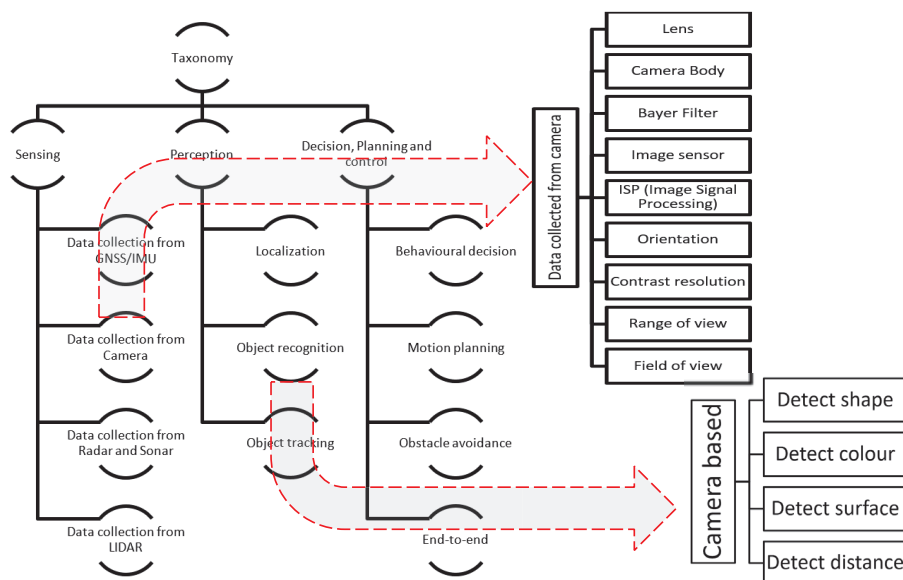 Taxonomy
Sensing
Perception
Decision, Planning and
control
Data collection from
GNSS/IMU
Data collection from
Camera
Data collection from
Radar and Sonar
Data collection from
LIDAR
Localization
Object recognition
Object tracking
Behavioural decision
Motion planning
Obstacle avoidance
End-to-end
Data collected from camera
Lens
Camera Body
Bayer Filter
Image sensor
ISP (Image Signal
Processing)
Orientation
Contrast resolution
Range of view
Field of view
Camera based
Detect shape
Detect colour
Detect surface
Detect distance